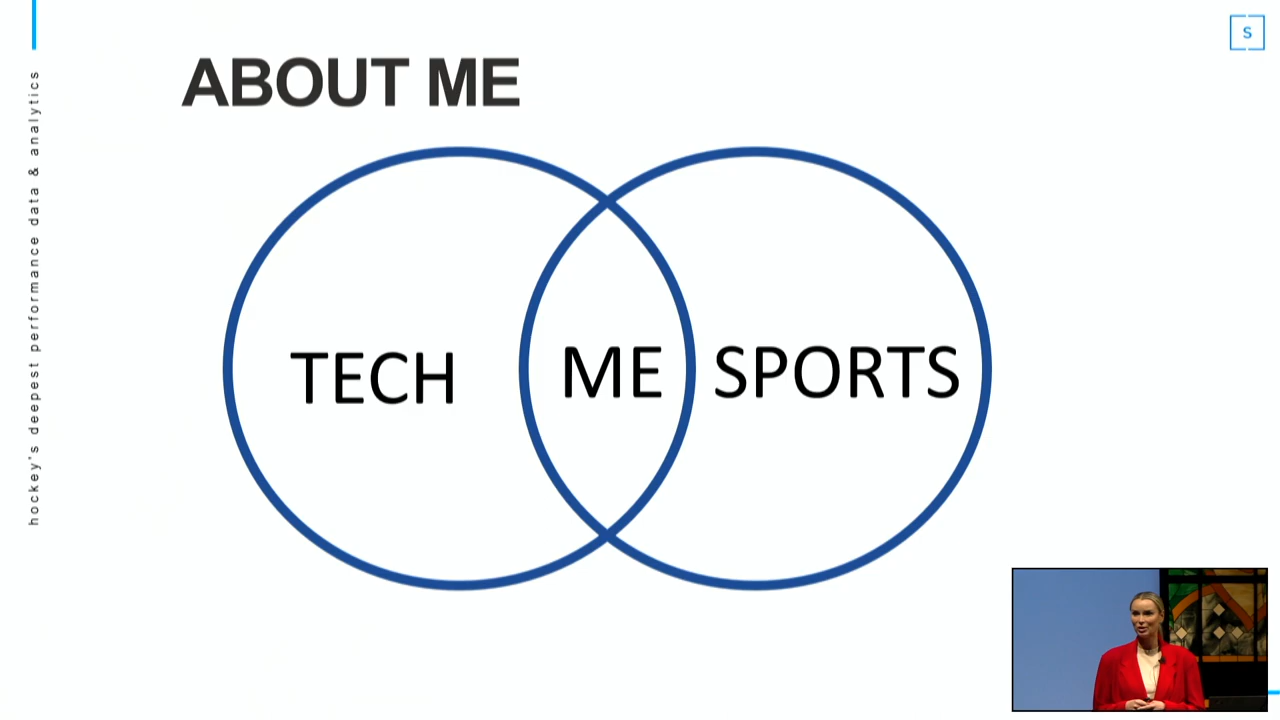 ABOUT ME
TECH
ME
SPORTS
hockey's deepest performance data & analytics
S